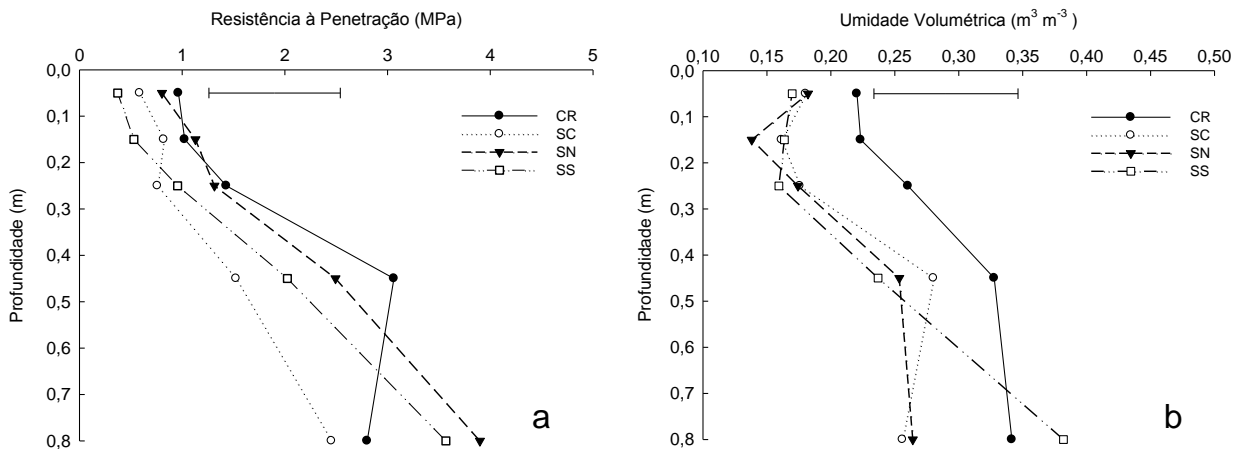 Resistência à Penetração (MPa)
0 1 2 3 4 5
0,0
0,1
0,2
0,3
0,4
0,5
0,6
0,7
0,8
Profundidade (m)
CR
SC
SN
SS
a
Umidade Volumétrica (m³ m⁻³)
0,10 0,15 0,20 0,25 0,30 0,35 0,40 0,45 0,50
0,0
0,1
0,2
0,3
0,4
0,5
0,6
0,7
0,8
Profundidade (m)
CR
SC
SN
SS
b